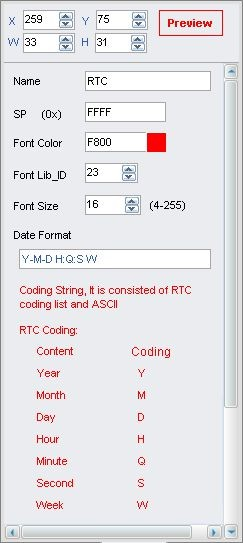 X 259 Y 75 Preview
W 33 H 31
Name RTC
SP (0x) FFFF
Font Color F800
Font Lib_ID 23
Font Size 16 (4-255)
Date Format
Y-M-D H:Q:S W
Coding String, It is consisted of RTC
coding list and ASCII
RTC Coding:
Content Coding
Year Y
Month M
Day D
Hour H
Minute Q
Second S
Week W